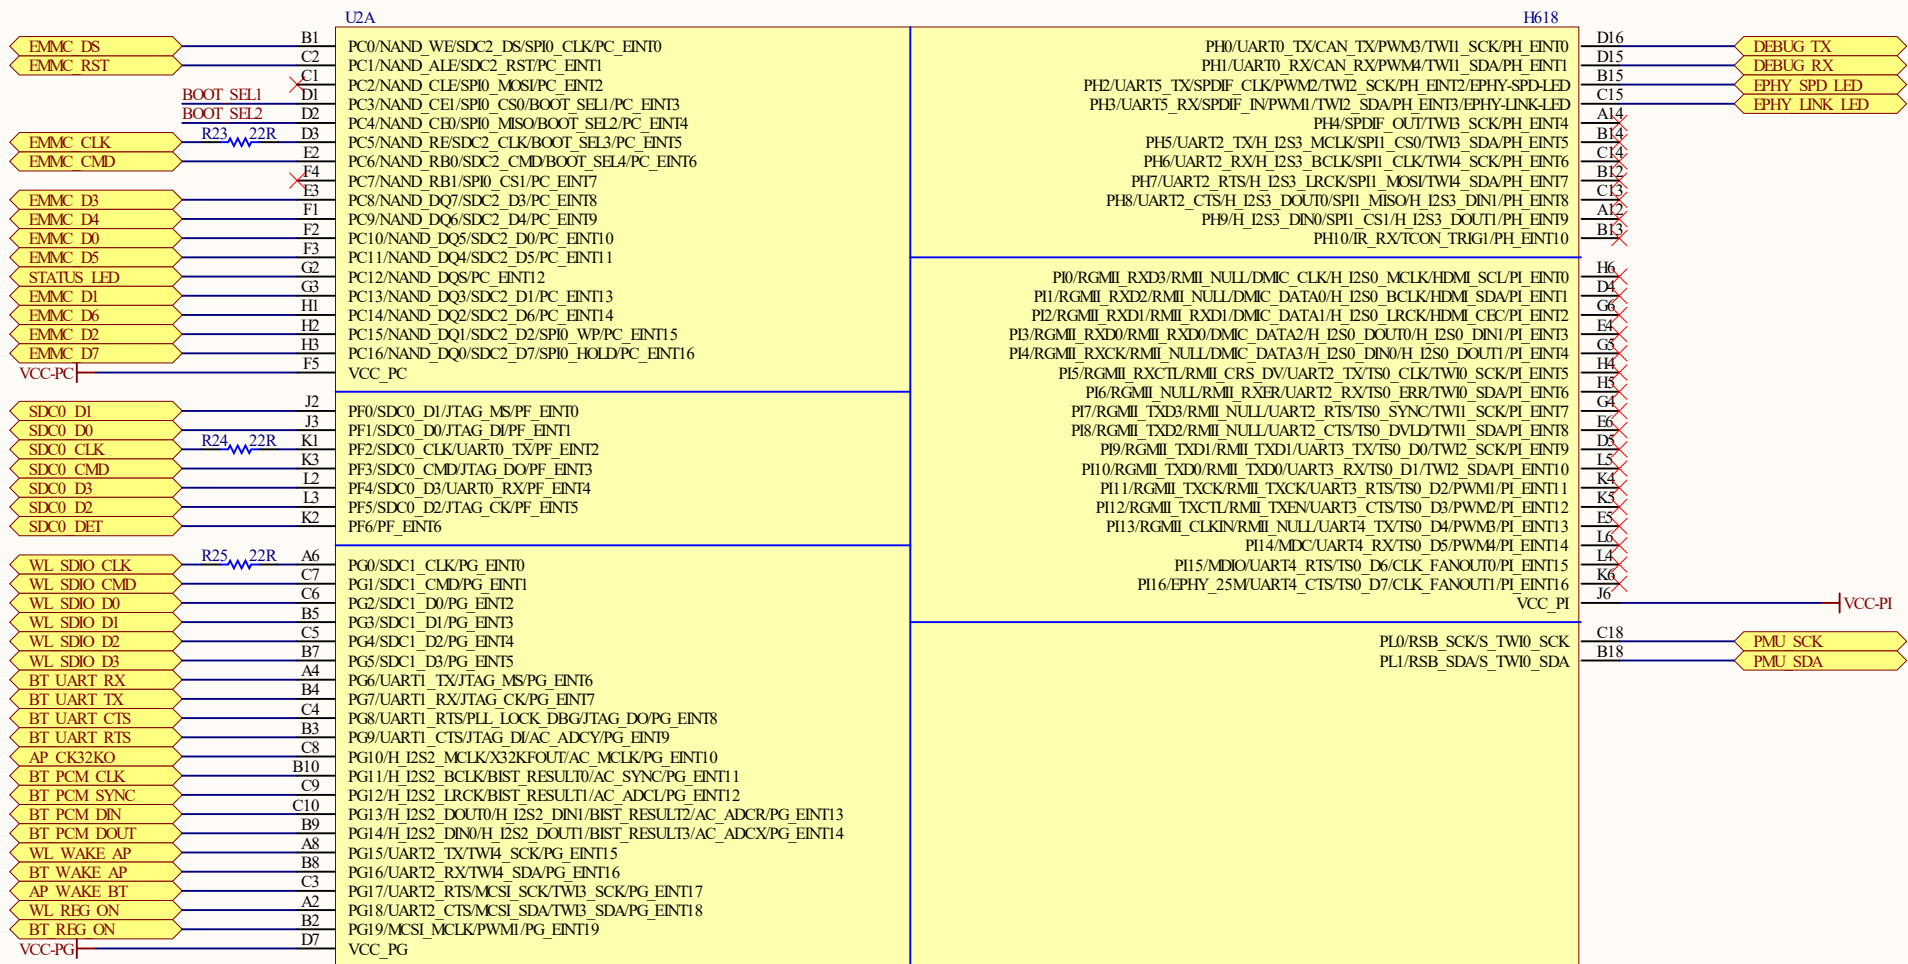 U2A H618
EMMC_DS B1 PC0/NAND_WE/SDC2_DS/SPI0_CLK/PC_EINT0
EMMC_RST C2 PC1/NAND_ALE/SDC2_RST/PC_EINT1
C1 PC2/NAND_CLE/SPI0_MOSI/PC_EINT2
BOOT_SEL1 D1 PC3/NAND_CE1/SPI0_CS0/BOOT_SEL1/PC_EINT3
BOOT_SEL2 D2 PC4/NAND_CE0/SPI0_MISO/BOOT_SEL2/PC_EINT4
EMMC_CLK R23 22R D3 PC5/NAND_RE/SDC2_CLK/BOOT_SEL3/PC_EINT5
EMMC_CMD E2 PC6/NAND_RB0/SDC2_CMD/BOOT_SEL4/PC_EINT6
F4 PC7/NAND_RB1/SPI0_CS1/PC_EINT7
EMMC_D3 E3 PC8/NAND_DQ7/SDC2_D3/PC_EINT8
EMMC_D4 F1 PC9/NAND_DQ6/SDC2_D4/PC_EINT9
EMMC_D0 F2 PC10/NAND_DQ5/SDC2_D0/PC_EINT10
EMMC_D5 F3 PC11/NAND_DQ4/SDC2_D5/PC_EINT11
STATUS_LED G2 PC12/NAND_DQS/PC_EINT12
EMMC_D1 G3 PC13/NAND_DQ3/SDC2_D1/PC_EINT13
EMMC_D6 H1 PC14/NAND_DQ2/SDC2_D6/PC_EINT14
EMMC_D2 H2 PC15/NAND_DQ1/SDC2_D2/SPI0_WP/PC_EINT15
EMMC_D7 H3 PC16/NAND_DQ0/SDC2_D7/SPI0_HOLD/PC_EINT16
VCC-PC F5 VCC_PC
SDC0_D1 J2 PF0/SDC0_D1/JTAG_MS/PF_EINT0
SDC0_D0 J3 PF1/SDC0_D0/JTAG_DI/PF_EINT1
SDC0_CLK R24 22R K1 PF2/SDC0_CLK/UART0_TX/PF_EINT2
SDC0_CMD K3 PF3/SDC0_CMD/JTAG_DO/PF_EINT3
SDC0_D3 L2 PF4/SDC0_D3/UART0_RX/PF_EINT4
SDC0_D2 L3 PF5/SDC0_D2/JTAG_CK/PF_EINT5
SDC0_DET K2 PF6/PF_EINT6
WL_SDIO_CLK R25 22R A6 PG0/SDC1_CLK/PG_EINT0
WL_SDIO_CMD C7 PG1/SDC1_CMD/PG_EINT1
WL_SDIO_D0 C6 PG2/SDC1_D0/PG_EINT2
WL_SDIO_D1 B5 PG3/SDC1_D1/PG_EINT3
WL_SDIO_D2 C5 PG4/SDC1_D2/PG_EINT4
WL_SDIO_D3 B7 PG5/SDC1_D3/PG_EINT5
BT_UART_RX A4 PG6/UART1_TX/JTAG_MS/PG_EINT6
BT_UART_TX B4 PG7/UART1_RX/JTAG_CK/PG_EINT7
BT_UART_CTS C4 PG8/UART1_RTS/PLL_LOCK_DBG/JTAG_DO/PG_EINT8
BT_UART_RTS B3 PG9/UART1_CTS/JTAG_DI/AC_ADCY/PG_EINT9
AP_CK32KO C8 PG10/H_I2S2_MCLK/X32KFOUT/AC_MCLK/PG_EINT10
BT_PCM_CLK B10 PG11/H_I2S2_BCLK/BIST_RESULT0/AC_SYNC/PG_EINT11
BT_PCM_SYNC C9 PG12/H_I2S2_LRCK/BIST_RESULT1/AC_ADCL/PG_EINT12
BT_PCM_DIN C10 PG13/H_I2S2_DOUT0/H_I2S2_DIN1/BIST_RESULT2/AC_ADCR/PG_EINT13
BT_PCM_DOUT B9 PG14/H_I2S2_DIN0/H_I2S2_DOUT1/BIST_RESULT3/AC_ADCX/PG_EINT14
WL_WAKE_AP A8 PG15/UART2_TX/TWI4_SCK/PG_EINT15
BT_WAKE_AP B8 PG16/UART2_RX/TWI4_SDA/PG_EINT16
AP_WAKE_BT C3 PG17/UART2_RTS/MCSI_SCK/TWI3_SCK/PG_EINT17
WL_REG_ON A2 PG18/UART2_CTS/MCSI_SDA/TWI3_SDA/PG_EINT18
BT_REG_ON B2 PG19/MCSI_MCLK/PWM1/PG_EINT19
VCC-PG D7 VCC_PG
PH0/UART0_TX/CAN_TX/PWM3/TWI1_SCK/PH_EINT0 D16 DEBUG_TX
PH1/UART0_RX/CAN_RX/PWM4/TWI1_SDA/PH_EINT1 D15 DEBUG_RX
PH2/UART5_TX/SPDIF_CLK/PWM2/TWI2_SCK/PH_EINT2/EPHY-SPD-LED B15 EPHY_SPD_LED
PH3/UART5_RX/SPDIF_IN/PWM1/TWI2_SDA/PH_EINT3/EPHY-LINK-LED C15 EPHY_LINK_LED
PH4/SPDIF_OUT/TWI3_SCK/PH_EINT4 A14
PH5/UART2_TX/H_I2S3_MCLK/SPI1_CS0/TWI3_SDA/PH_EINT5 B14
PH6/UART2_RX/H_I2S3_BCLK/SPI1_CLK/TWI4_SCK/PH_EINT6 C14
PH7/UART2_RTS/H_I2S3_LRCK/SPI1_MOSI/TWI4_SDA/PH_EINT7 B12
PH8/UART2_CTS/H_I2S3_DOUT0/SPI1_MISO/H_I2S3_DIN1/PH_EINT8 C13
PH9/H_I2S3_DIN0/SPI1_CS1/H_I2S3_DOUT1/PH_EINT9 A12
PH10/IR_RX/TCON_TRIG1/PH_EINT10 B13
PI0/RGMII_RXD3/RMII_NULL/DMIC_CLK/H_I2S0_MCLK/HDMI_SCL/PI_EINT0 H6
PI1/RGMII_RXD2/RMII_NULL/DMIC_DATA0/H_I2S0_BCLK/HDMI_SDA/PI_EINT1 D4
PI2/RGMII_RXD1/RMII_RXD1/DMIC_DATA1/H_I2S0_LRCK/HDMI_CEC/PI_EINT2 G6
PI3/RGMII_RXD0/RMII_RXD0/DMIC_DATA2/H_I2S0_DOUT0/H_I2S0_DIN1/PI_EINT3 E4
PI4/RGMII_RXCK/RMII_NULL/DMIC_DATA3/H_I2S0_DIN0/H_I2S0_DOUT1/PI_EINT4 G5
PI5/RGMII_RXCTL/RMII_CRS_DV/UART2_TX/TS0_CLK/TWI0_SCK/PI_EINT5 H4
PI6/RGMII_NULL/RMII_RXER/UART2_RX/TS0_ERR/TWI0_SDA/PI_EINT6 H5
PI7/RGMII_TXD3/RMII_NULL/UART2_RTS/TS0_SYNC/TWI1_SCK/PI_EINT7 G4
PI8/RGMII_TXD2/RMII_NULL/UART2_CTS/TS0_DVLD/TWI1_SDA/PI_EINT8 E6
PI9/RGMII_TXD1/RMII_TXD1/UART3_TX/TS0_D0/TWI2_SCK/PI_EINT9 D5
PI10/RGMII_TXD0/RMII_TXD0/UART3_RX/TS0_D1/TWI2_SDA/PI_EINT10 L5
PI11/RGMII_TXCK/RMII_TXCK/UART3_RTS/TS0_D2/PWM1/PI_EINT11 K4
PI12/RGMII_TXCTL/RMII_TXEN/UART3_CTS/TS0_D3/PWM2/PI_EINT12 K5
PI13/RGMII_CLKIN/RMII_NULL/UART4_TX/TS0_D4/PWM3/PI_EINT13 E5
PI14/MDC/UART4_RX/TS0_D5/PWM4/PI_EINT14 L6
PI15/MDIO/UART4_RTS/TS0_D6/CLK_FANOUT0/PI_EINT15 L4
PI16/EPHY_25M/UART4_CTS/TS0_D7/CLK_FANOUT1/PI_EINT16 K6
VCC_PI J6 VCC-PI
PL0/RSB_SCK/S_TWI0_SCK C18 PMU_SCK
PL1/RSB_SDA/S_TWI0_SDA B18 PMU_SDA